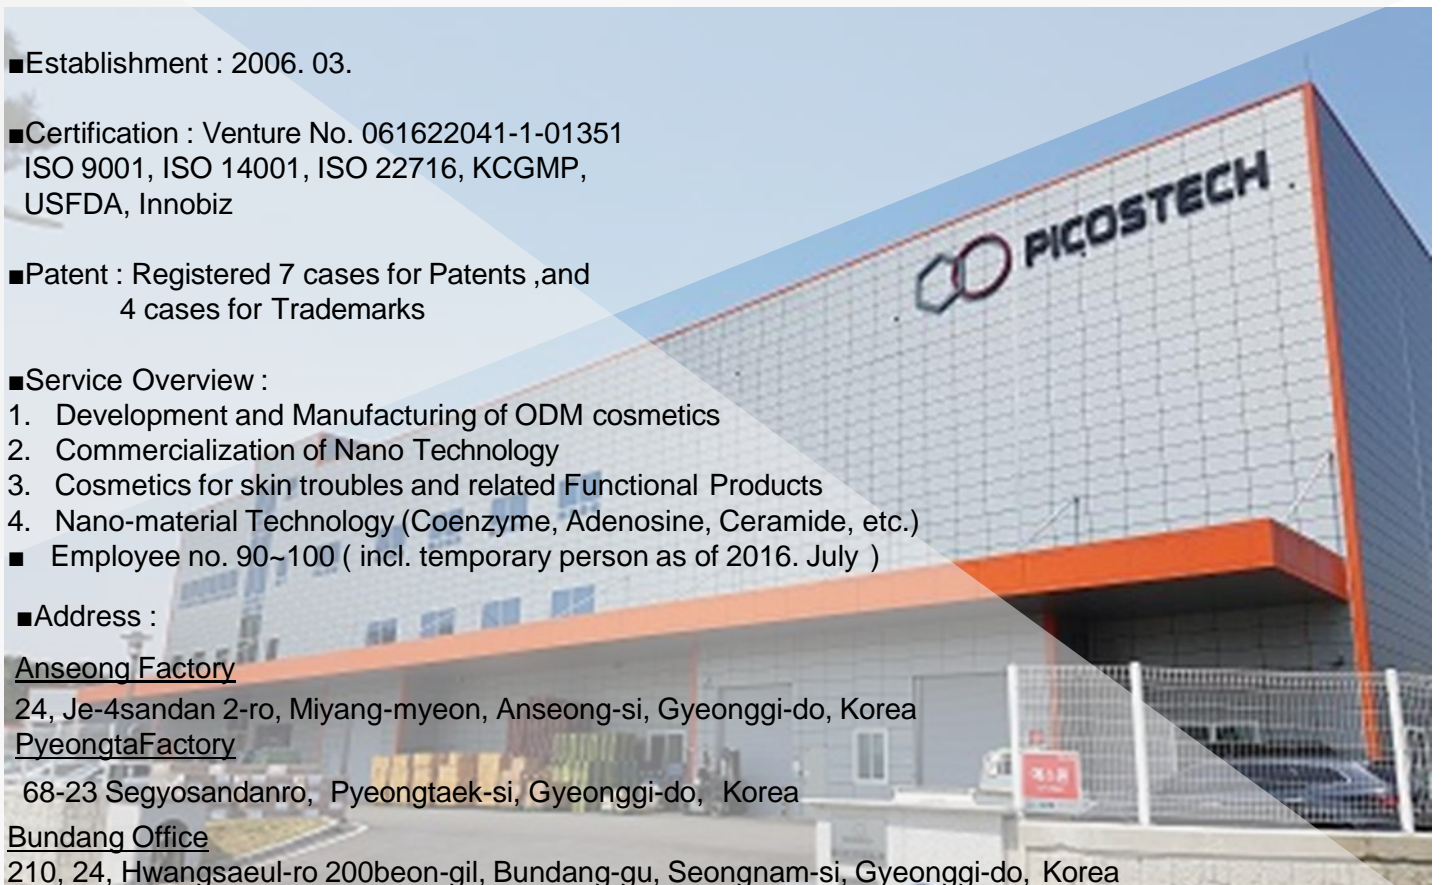 ■Establishment : 2006. 03.
■Certification : Venture No. 061622041-1-01351
ISO 9001, ISO 14001, ISO 22716, KCGMP,
USFDA, Innobiz
■Patent : Registered 7 cases for Patents ,and
4 cases for Trademarks
■Service Overview :
1. Development and Manufacturing of ODM cosmetics
2. Commercialization of Nano Technology
3. Cosmetics for skin troubles and related Functional Products
4. Nano-material Technology (Coenzyme, Adenosine, Ceramide, etc.)
■ Employee no. 90~100 ( incl. temporary person as of 2016. July )
■Address :
Anseong Factory
24, Je-4sandan 2-ro, Miyang-myeon, Anseong-si, Gyeonggi-do, Korea
PyeongtaFactory
68-23 Segyosandanro, Pyeongtaek-si, Gyeonggi-do, Korea
Bundang Office
210, 24, Hwangsaeul-ro 200beon-gil, Bundang-gu, Seongnam-si, Gyeonggi-do, Korea
PICOSTECH